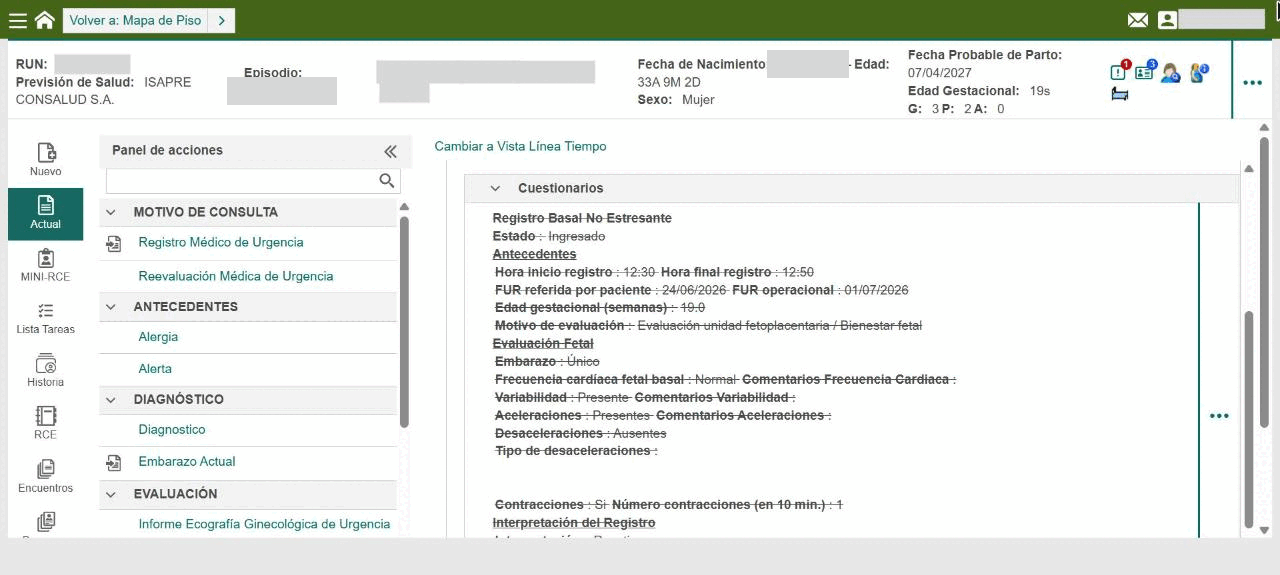 Volver a: Mapa de Piso
RUN:
Previsión de Salud: ISAPRE CONSALUD S.A.
Episodio:
Fecha de Nacimiento - Edad:
33A 9M 2D
Sexo: Mujer
Fecha Probable de Parto:
07/04/2027
Edad Gestacional: 19s
G: 3 P: 2 A: 0
1
3
Nuevo
Actual
MINI-RCE
Lista Tareas
Historia
RCE
Encuentros
Panel de acciones
MOTIVO DE CONSULTA
Registro Médico de Urgencia
Reevaluación Médica de Urgencia
ANTECEDENTES
Alergia
Alerta
DIAGNÓSTICO
Diagnostico
Embarazo Actual
EVALUACIÓN
Informe Ecografía Ginecológica de Urgencia
Cambiar a Vista Línea Tiempo
Cuestionarios
Registro Basal No Estresante
Estado : Ingresado
Antecedentes
Hora inicio registro : 12:30 Hora final registro : 12:50
FUR referida por paciente : 24/06/2026 FUR operacional : 01/07/2026
Edad gestacional (semanas) : 19.0
Motivo de evaluación : Evaluación unidad fetoplacentaria / Bienestar fetal
Evaluación Fetal
Embarazo : Único
Frecuencia cardíaca fetal basal : Normal Comentarios Frecuencia Cardiaca :
Variabilidad : Presente Comentarios Variabilidad :
Aceleraciones : Presentes Comentarios Aceleraciones :
Desaceleraciones : Ausentes
Tipo de desaceleraciones :
Contracciones : Si Número contracciones (en 10 min.) : 1
Interpretación del Registro